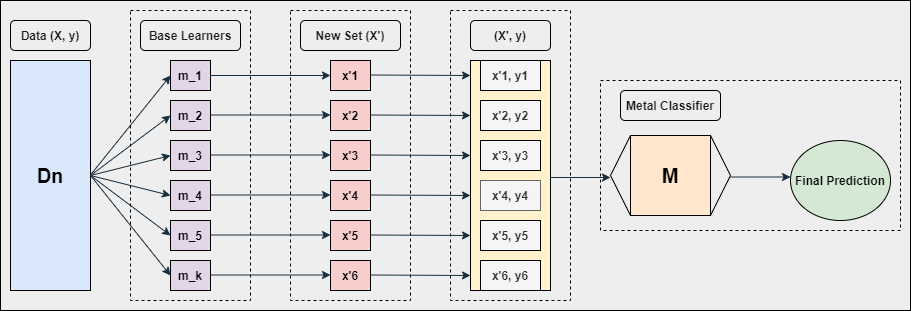 Data (X, y)
Base Learners
New Set (X')
(X', y)
Dn
m_1
m_2
m_3
m_4
m_5
m_k
x'1
x'2
x'3
x'4
x'5
x'6
x'1, y1
x'2, y2
x'3, y3
x'4, y4
x'5, y5
x'6, y6
Metal Classifier
M
Final Prediction